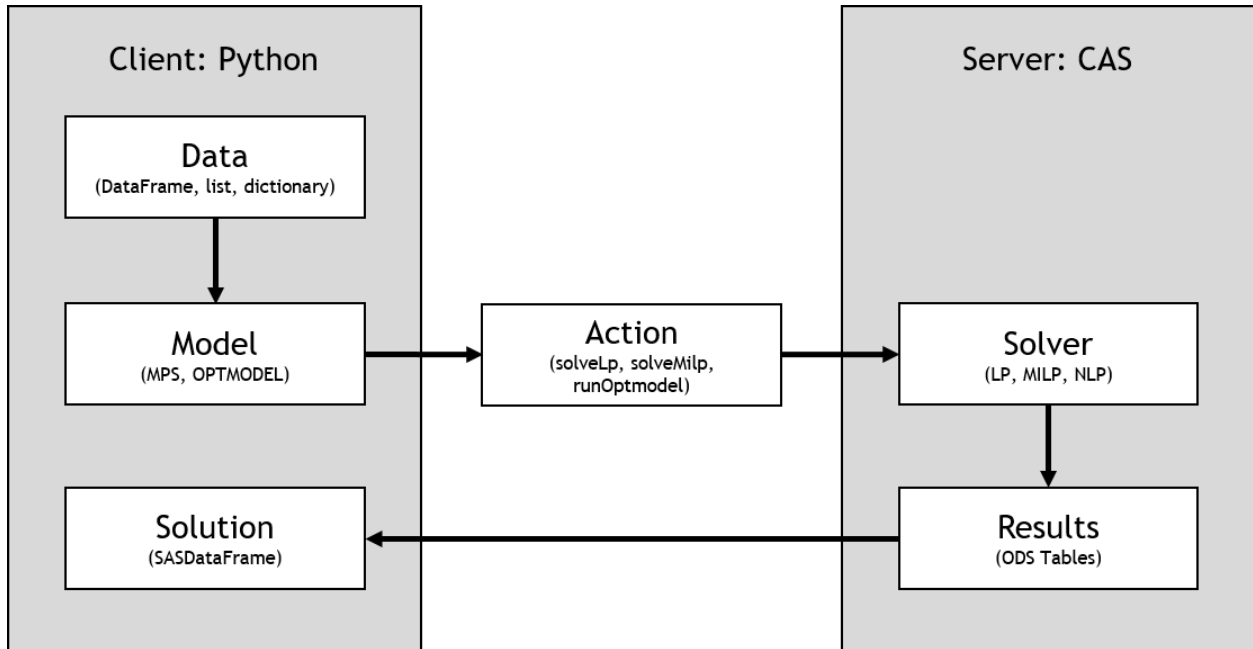 Client: Python
Data
(DataFrame, list, dictionary)
Model
(MPS, OPTMODEL)
Solution
(SASDataFrame)
Action
(solveLp, solveMilp,
runOptmodel)
Server: CAS
Solver
(LP, MILP, NLP)
Results
(ODS Tables)